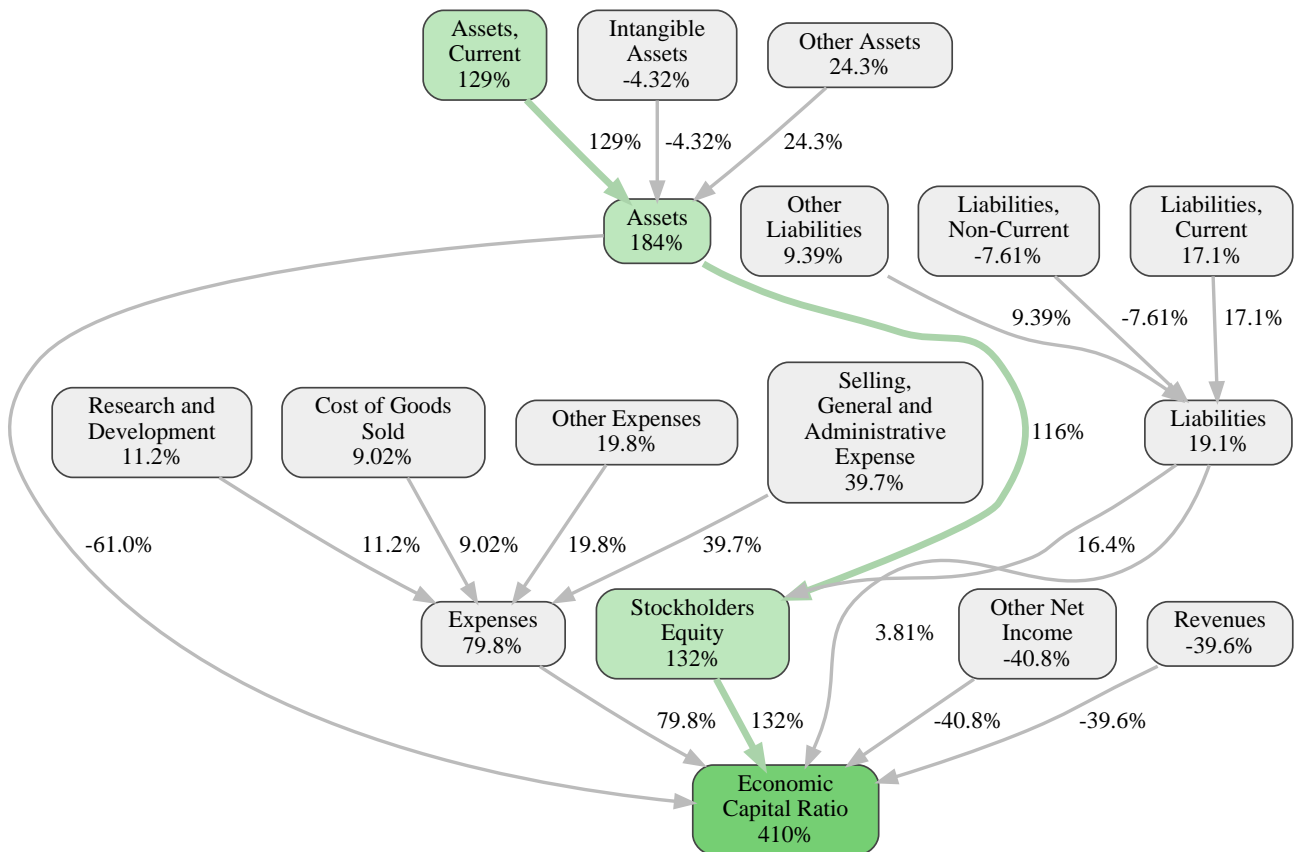 Assets,
Current
129%
Intangible
Assets
-4.32%
Other Assets
24.3%
129%
-4.32%
24.3%
Assets
184%
Other
Liabilities
9.39%
Liabilities,
Non-Current
-7.61%
Liabilities,
Current
17.1%
9.39%
-7.61%
17.1%
Research and
Development
11.2%
Cost of Goods
Sold
9.02%
Other Expenses
19.8%
Selling,
General and
Administrative
Expense
39.7%
116%
Liabilities
19.1%
-61.0%
11.2%
9.02%
19.8%
39.7%
16.4%
Expenses
79.8%
Stockholders
Equity
132%
3.81%
Other Net
Income
-40.8%
Revenues
-39.6%
79.8%
132%
-40.8%
-39.6%
Economic
Capital Ratio
410%